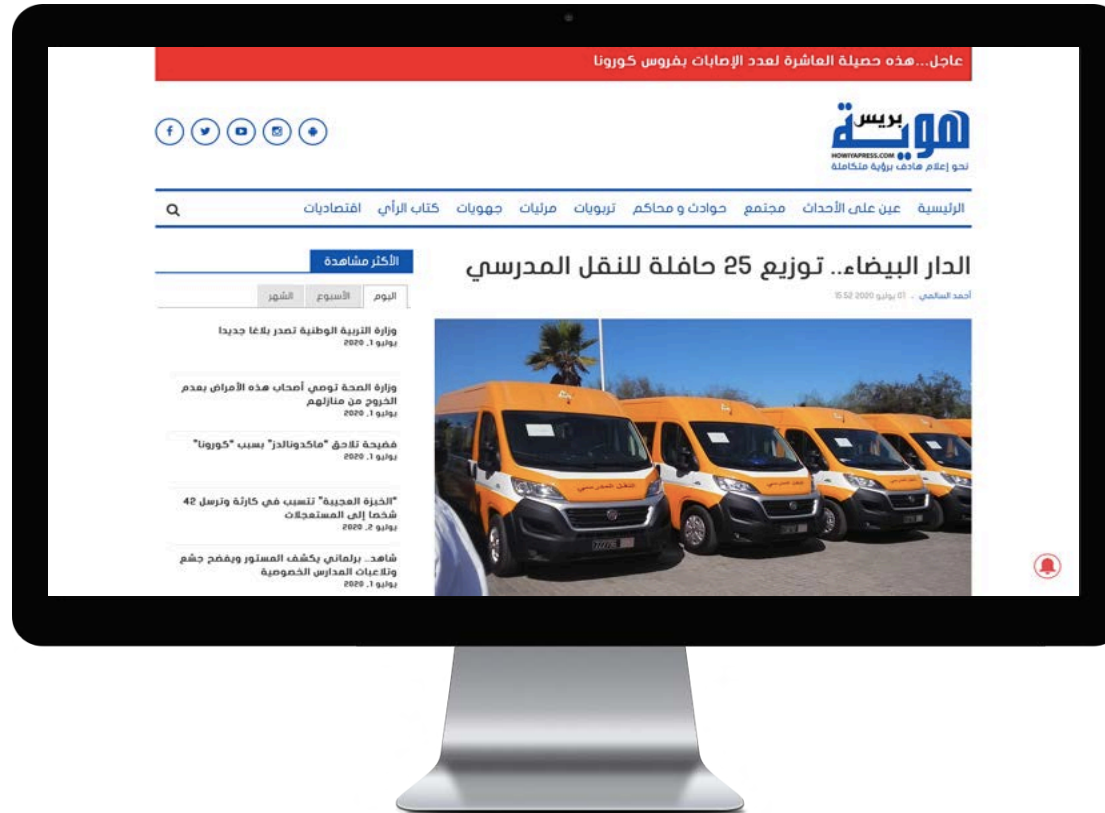 عاجل...هذه حصيلة العاشرة لعدد الإصابات بفروس كورونا
هوية بريس
HOWIYAPRESS.COM
نحو إعلام هادف برؤية متكاملة
الرئيسية عين على الأحداث مجتمع حوادث و محاكم تربويات مرئيات جهويات كتاب الرأي اقتصاديات
الدار البيضاء.. توزيع 25 حافلة للنقل المدرسي
أحمد السالمي - 01 يوليو 2020 15:52
النقل المدرسي
النقل المدرسي
الأكثر مشاهدة
اليوم الأسبوع الشهر
وزارة التربية الوطنية تصدر بلاغا جديدا
يوليو 1, 2020
وزارة الصحة توصي أصحاب هذه الأمراض بعدم
الخروج من منازلهم
يوليو 1, 2020
فضيحة تلاحق "ماكدونالدز" بسبب "كورونا"
يوليو 1, 2020
"الخبزة العجيبة" تتسبب في كارثة وترسل 42
شخصا إلى المستعجلات
يوليو 2, 2020
شاهد.. برلماني يكشف المستور ويفضح جشع
وتلاعبات المدارس الخصوصية
يوليو 1, 2020